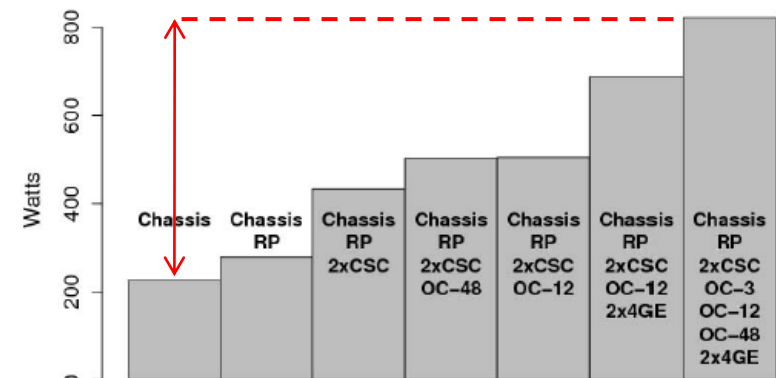 800
600
400
200
0
Watts
Chassis
Chassis
RP
Chassis
RP
2xCSC
Chassis
RP
2xCSC
OC–48
Chassis
RP
2xCSC
OC–12
Chassis
RP
2xCSC
OC–12
2x4GE
Chassis
RP
2xCSC
OC–3
OC–12
OC–48
2x4GE